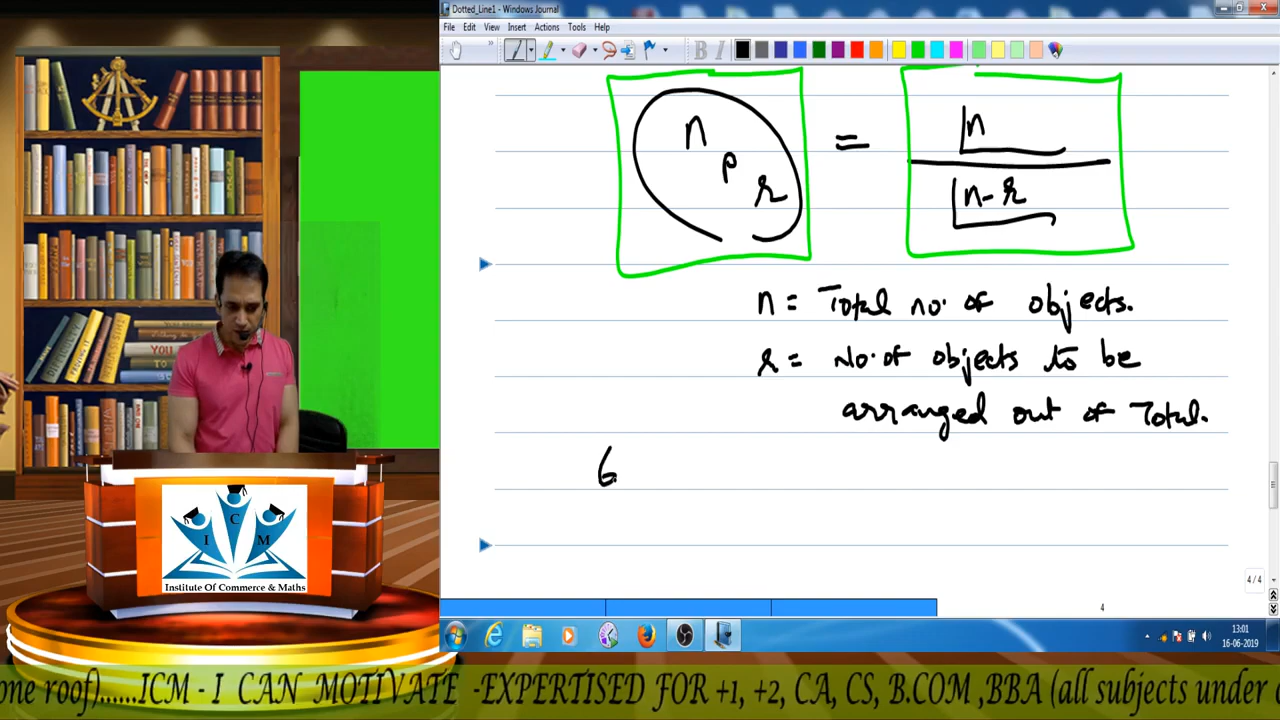 Dotted_Line1 - Windows Journal
File Edit View Insert Actions Tools Help
B I
nPr = |n / |n-r
n = Total no. of objects.
r = No. of objects to be
arranged out of Total.
6
YOU
I C M
Institute Of Commerce & Maths
4/4
4
13:01
16-06-2019
one roof)......ICM - I CAN MOTIVATE -EXPERTISED FOR +1, +2, CA, CS, B.COM ,BBA (all subjects under